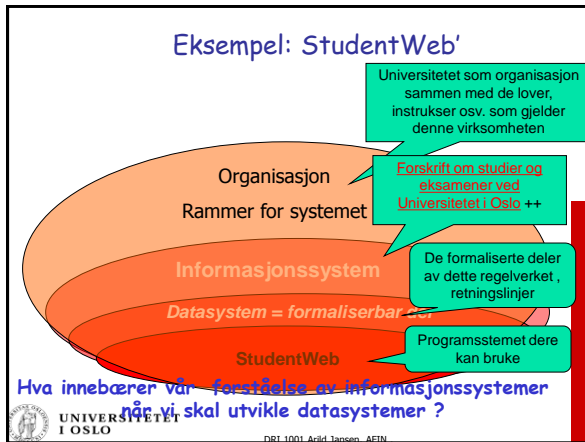 Eksempel: StudentWeb’
Universitetet som organisasjon
sammen med de lover,
instrukser osv. som gjelder
denne virksomheten
Organisasjon
Rammer for systemet
Forskrift om studier og
eksamener ved
Universitetet i Oslo ++
Informasjonssystem
De formaliserte deler
av dette regelverket ,
retningslinjer
Datasystem = formaliserbar del
Programsstemet dere
kan bruke
StudentWeb
Hva innebærer vår forståelse av informasjonssystemer
når vi skal utvikle datasystemer ?
UNIVERSITETET
I OSLO
DRI 1001 Arild Jansen, AFIN